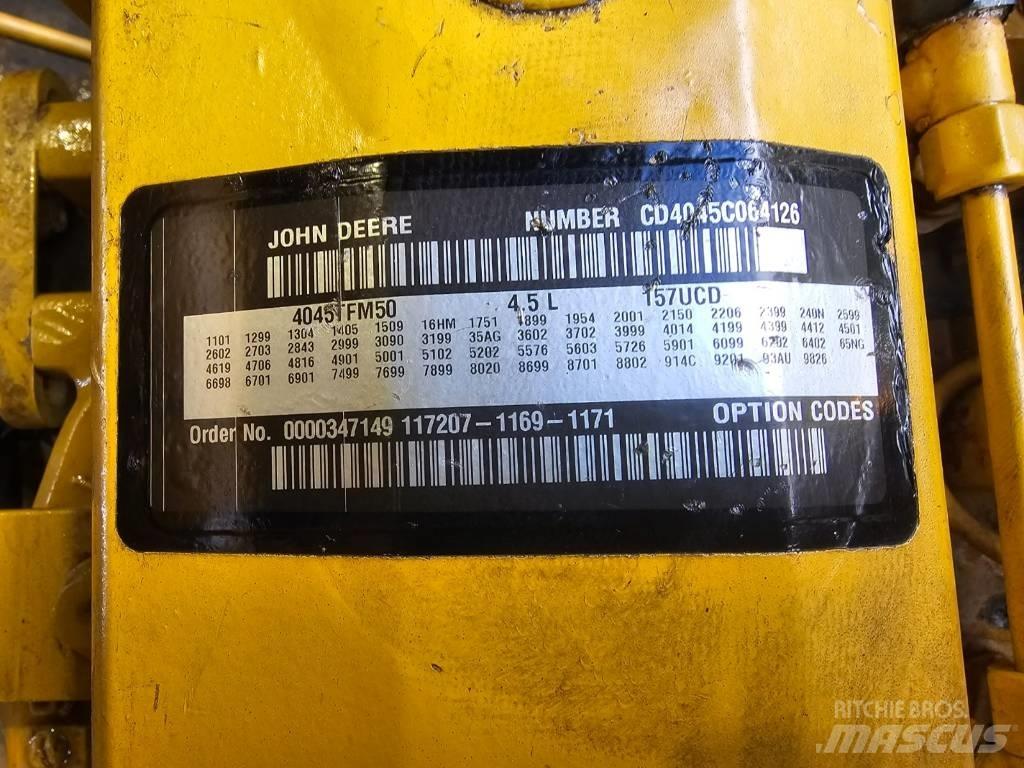 JOHN DEERE NUMBER CD4045C064126
4045TFM50 4.5 L 157UCD
1101 1299 1304 1405 1509 16HM 1751 1899 1954 2001 2150 2206 2399 240N 2599
2602 2703 2843 2999 3090 3199 35AG 3602 3702 3999 4014 4199 4399 4412 4501
4619 4706 4816 4901 5001 5102 5202 5576 5603 5726 5901 6099 6202 6402 65NG
6698 6701 6901 7499 7699 7899 8020 8699 8701 8802 914C 9201 93AU 9826
Order No. 0000347149 117207-1169-1171 OPTION CODES
RITCHIE BROS.
MASCUS